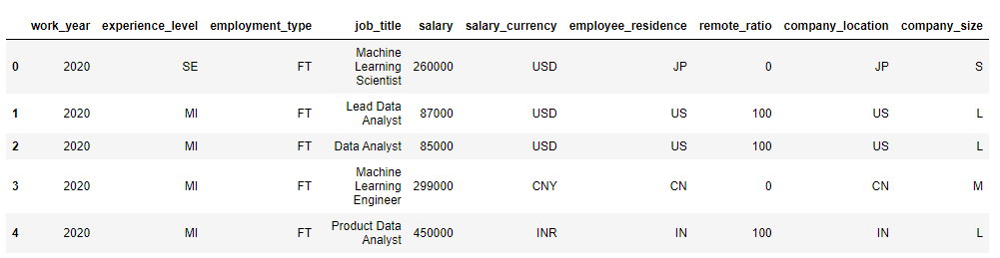 work_year experience_level employment_type job_title salary salary_currency employee_residence remote_ratio company_location company_size
0 2020 SE FT Machine Learning Scientist 260000 USD JP 0 JP S
1 2020 MI FT Lead Data Analyst 87000 USD US 100 US L
2 2020 MI FT Data Analyst 85000 USD US 100 US L
3 2020 MI FT Machine Learning Engineer 299000 CNY CN 0 CN M
4 2020 MI FT Product Data Analyst 450000 INR IN 100 IN L